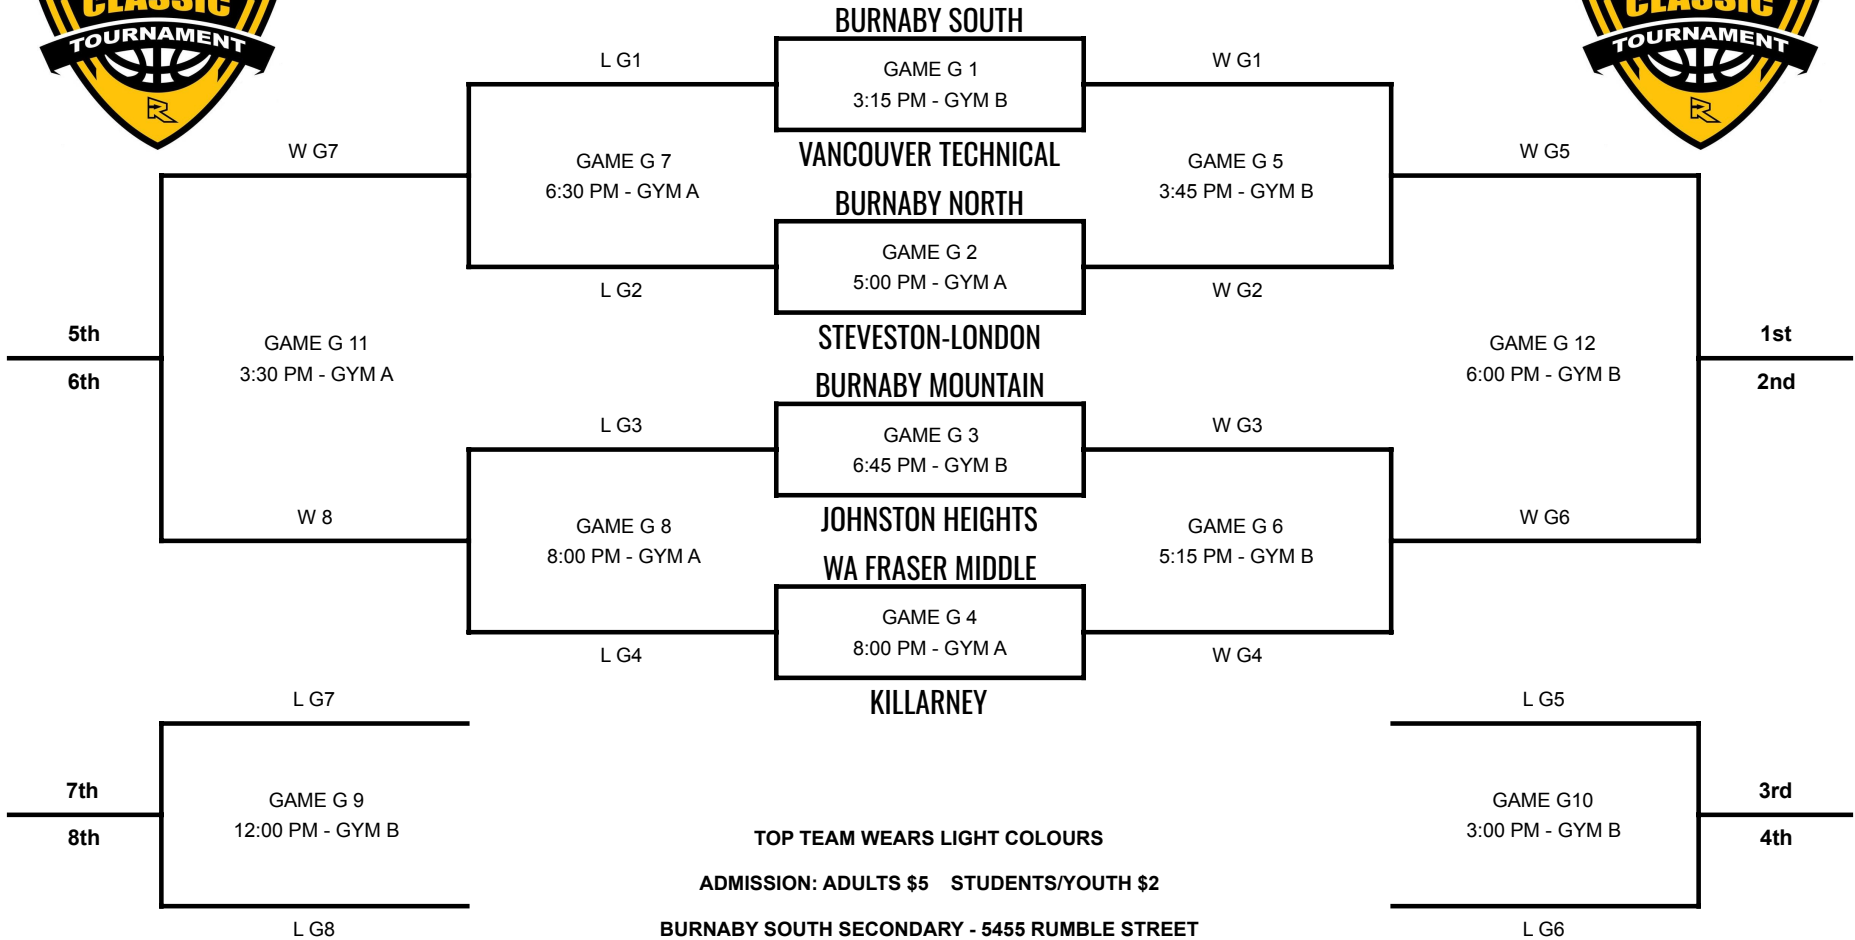 CLASSIC
TOURNAMENT
R
CLASSIC
TOURNAMENT
R
BURNABY SOUTH
L G1
GAME G 1
3:15 PM - GYM B
W G1
VANCOUVER TECHNICAL
W G7
GAME G 7
6:30 PM - GYM A
GAME G 5
3:45 PM - GYM B
W G5
BURNABY NORTH
L G2
GAME G 2
5:00 PM - GYM A
W G2
STEVESTON-LONDON
5th
6th
GAME G 11
3:30 PM - GYM A
GAME G 12
6:00 PM - GYM B
1st
2nd
BURNABY MOUNTAIN
L G3
GAME G 3
6:45 PM - GYM B
W G3
JOHNSTON HEIGHTS
W 8
GAME G 8
8:00 PM - GYM A
GAME G 6
5:15 PM - GYM B
W G6
WA FRASER MIDDLE
L G4
GAME G 4
8:00 PM - GYM A
W G4
KILLARNEY
L G7
7th
8th
GAME G 9
12:00 PM - GYM B
L G8
L G5
GAME G10
3:00 PM - GYM B
3rd
4th
L G6
TOP TEAM WEARS LIGHT COLOURS
ADMISSION: ADULTS $5 STUDENTS/YOUTH $2
BURNABY SOUTH SECONDARY - 5455 RUMBLE STREET